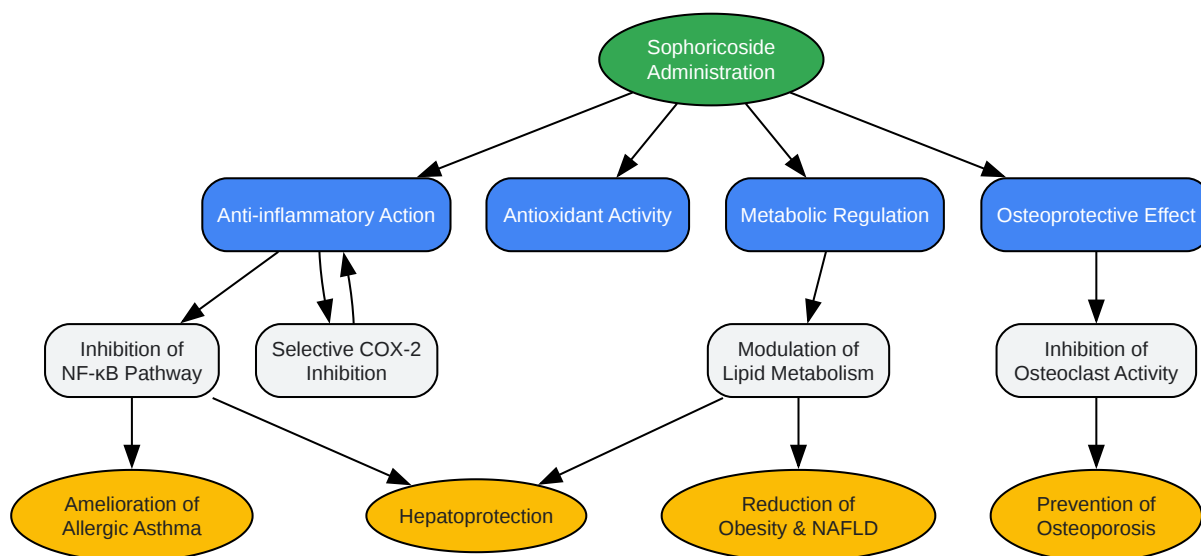 Sophoricoside
Administration
Anti-inflammatory Action
Antioxidant Activity
Metabolic Regulation
Osteoprotective Effect
Inhibition of
NF-κB Pathway
Selective COX-2
Inhibition
Modulation of
Lipid Metabolism
Inhibition of
Osteoclast Activity
Amelioration of
Allergic Asthma
Hepatoprotection
Reduction of
Obesity & NAFLD
Prevention of
Osteoporosis